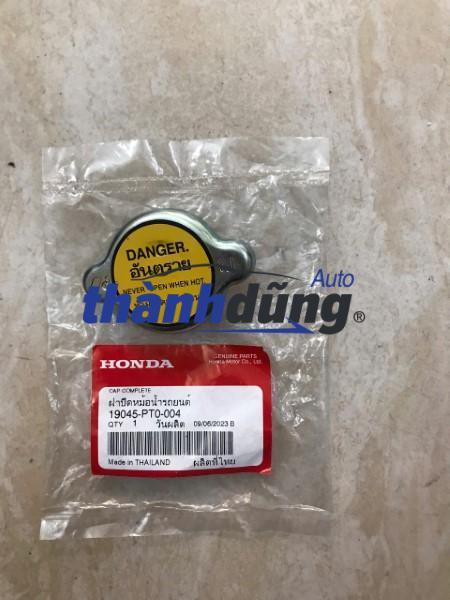 DANGER.
อันตราย
NEVER OPEN WHEN HOT
Auto
thànhdũng®
HONDA
GENUINE PARTS
Honda Motor Co., Ltd.
CAP COMPLETE
ฝาปิดหม้อน้ำรถยนต์
19045-PT0-004
QTY 1 วันผลิต 09/06/2023 B
Made in THAILAND ผลิตที่ไทย